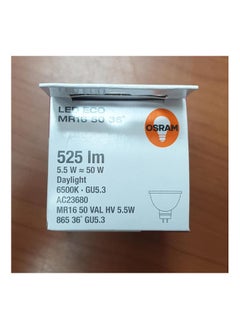 LED ECO
MR16 50 36°
OSRAM
525 lm
5.5 W ≈ 50 W
Daylight
6500K · GU5.3
AC23680
MR16 50 VAL HV 5.5W
865 36° GU5.3